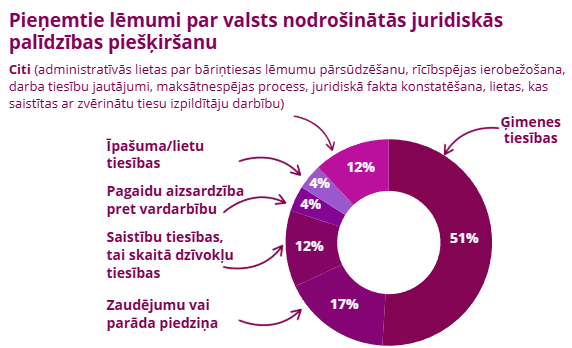 Pieņemtie lēmumi par valsts nodrošinātās juridiskās
palīdzības piešķiršanu
Citi (administratīvās lietas par bāriņtiesas lēmumu pārsūdzēšanu, rīcībspējas ierobežošana,
darba tiesību jautājumi, maksātnespējas process, juridiskā fakta konstatēšana, lietas, kas
saistītas ar zvērinātu tiesu izpildītāju darbību)
Ģimenes
tiesības
Īpašuma/lietu
tiesības
12%
4%
Pagaidu aizsardzība
pret vardarbību
4%
51%
Saistību tiesības,
tai skaitā dzīvokļu
tiesības
12%
Zaudējumu vai
parāda piedziņa
17%